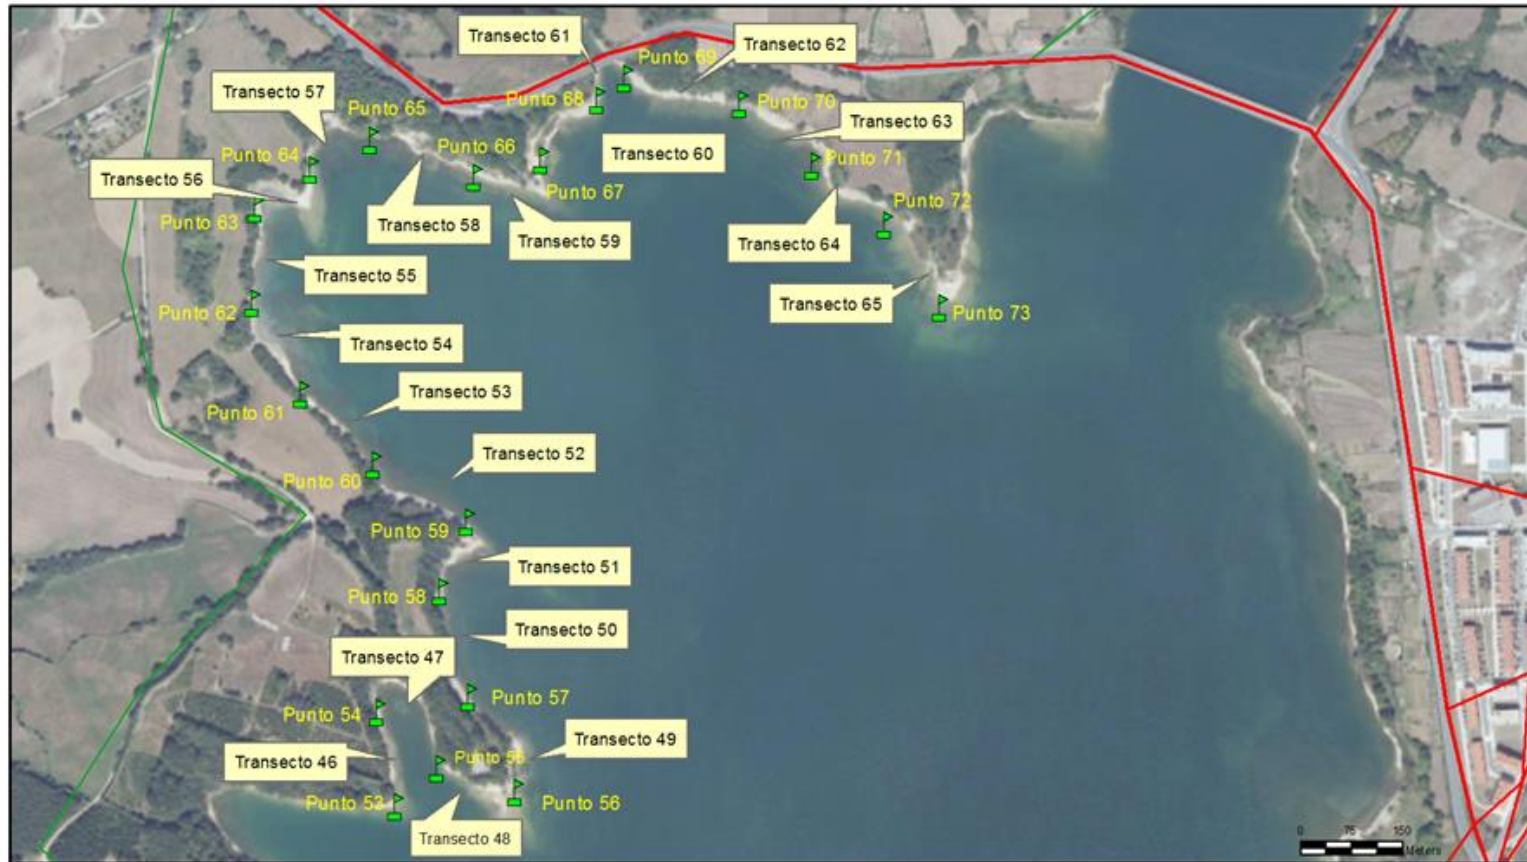 Transecto 61
Transecto 62
Punto 69
Transecto 57
Punto 65
Punto 68
Punto 70
Transecto 63
Punto 64
Punto 66
Transecto 60
Punto 71
Transecto 56
Punto 67
Punto 63
Transecto 58
Punto 72
Transecto 59
Transecto 64
Transecto 55
Transecto 65
Punto 62
Punto 73
Transecto 54
Transecto 53
Punto 61
Transecto 52
Punto 60
Punto 59
Transecto 51
Punto 58
Transecto 50
Transecto 47
Punto 57
Punto 54
Transecto 49
Punto 55
Transecto 46
Punto 53
Punto 56
Transecto 48
0 75 150
Meters